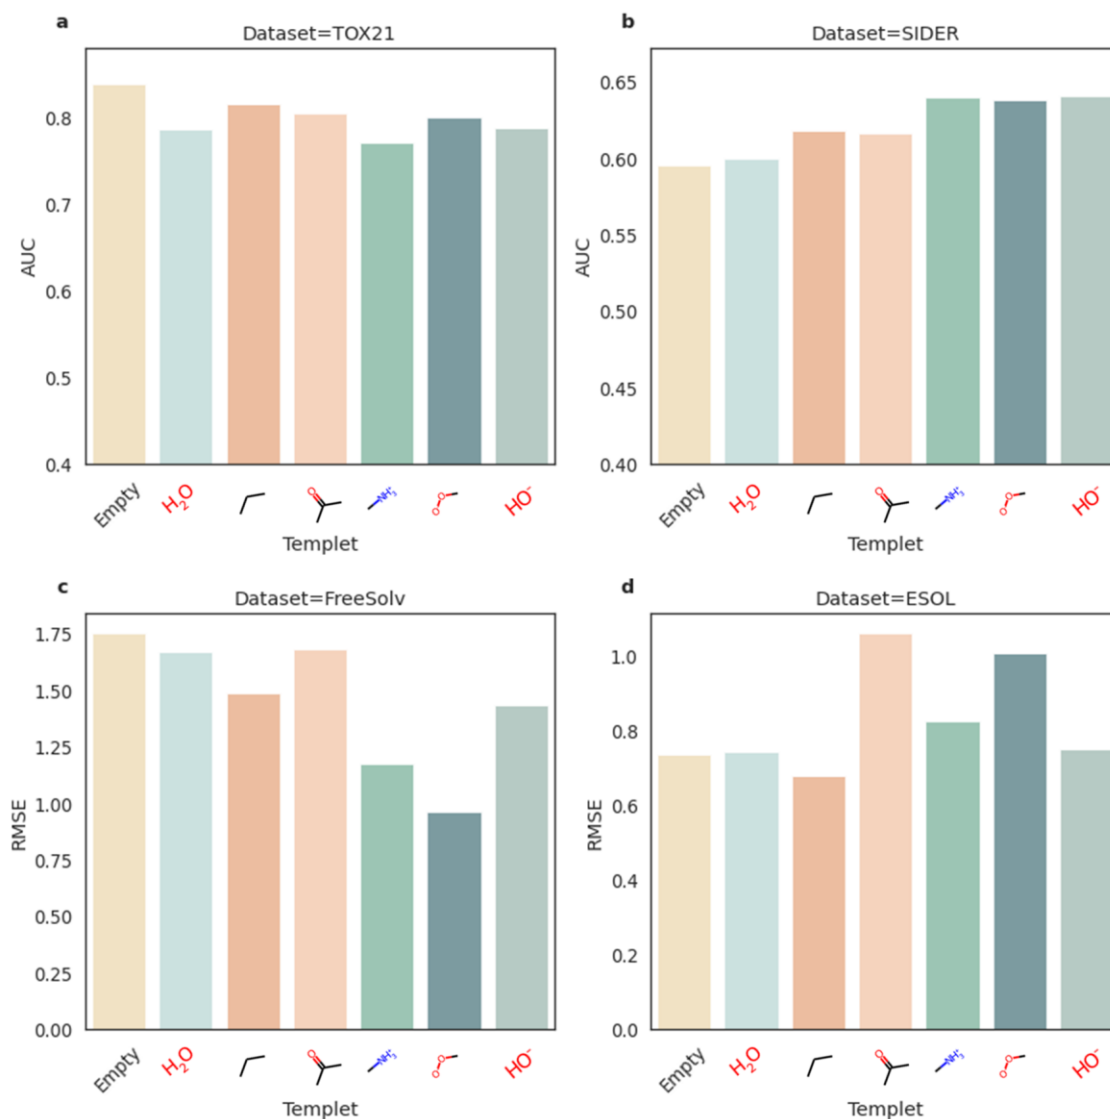 a
Dataset=TOX21
AUC
0.8
0.7
0.6
0.5
0.4
Empty
H₂O
O
NH₃⁺
O O
HO⁻
Templet
b
Dataset=SIDER
AUC
0.65
0.60
0.55
0.50
0.45
0.40
Empty
H₂O
O
NH₃⁺
O O
HO⁻
Templet
c
Dataset=FreeSolv
RMSE
1.75
1.50
1.25
1.00
0.75
0.50
0.25
0.00
Empty
H₂O
O
NH₃⁺
O O
HO⁻
Templet
d
Dataset=ESOL
RMSE
1.0
0.8
0.6
0.4
0.2
0.0
Empty
H₂O
O
NH₃⁺
O O
HO⁻
Templet